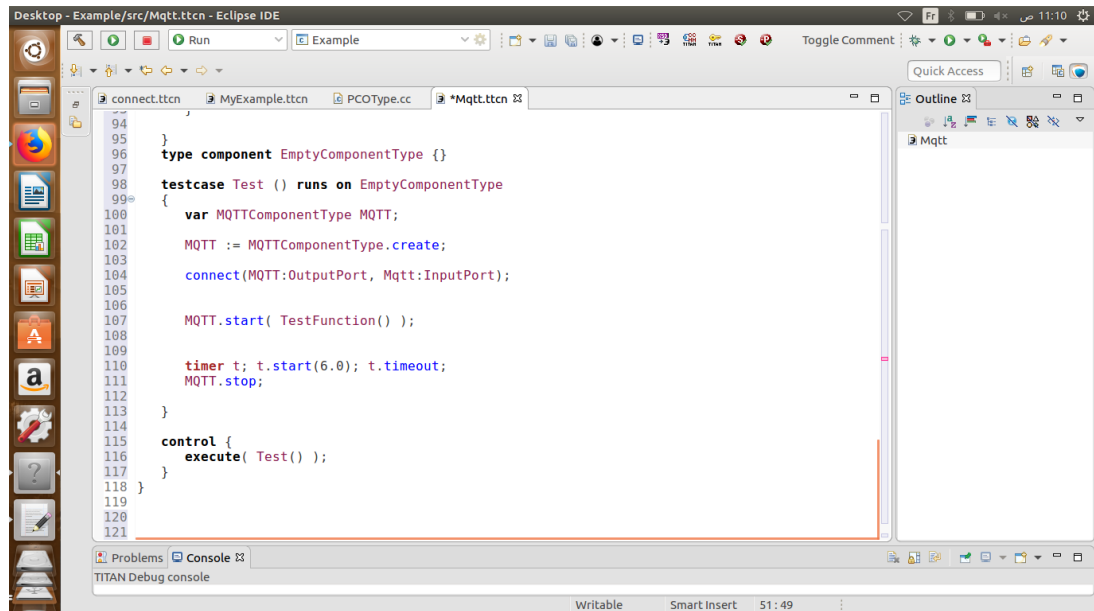 Desktop - Example/src/Mqtt.ttcn - Eclipse IDE Fr 11:10 ص
Run Example Toggle Comment
Quick Access
connect.ttcn MyExample.ttcn PCOType.cc *Mqtt.ttcn Outline
94
95 }
96 type component EmptyComponentType {}
97
98 testcase Test () runs on EmptyComponentType
99 {
100 var MQTTComponentType MQTT;
101
102 MQTT := MQTTComponentType.create;
103
104 connect(MQTT:OutputPort, Mqtt:InputPort);
105
106
107 MQTT.start( TestFunction() );
108
109
110 timer t; t.start(6.0); t.timeout;
111 MQTT.stop;
112
113 }
114
115 control {
116 execute( Test() );
117 }
118 }
119
120
121
Mqtt
Problems Console
TITAN Debug console
Writable Smart Insert 51 : 49